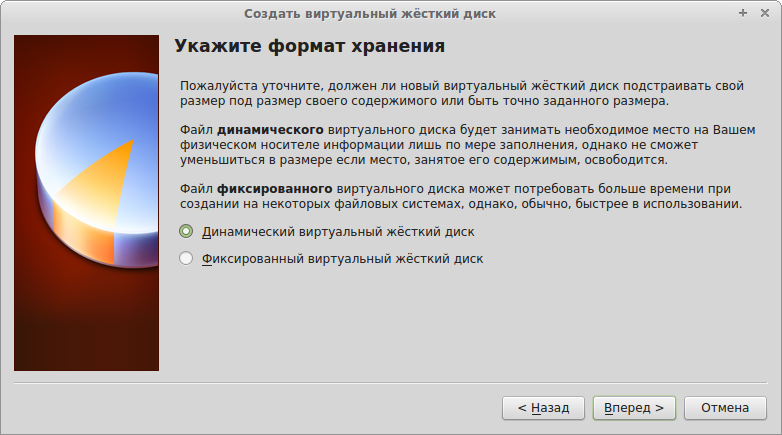 Создать виртуальный жёсткий диск
Укажите формат хранения
Пожалуйста уточните, должен ли новый виртуальный жёсткий диск подстраивать свой
размер под размер своего содержимого или быть точно заданного размера.
Файл динамического виртуального диска будет занимать необходимое место на Вашем
физическом носителе информации лишь по мере заполнения, однако не сможет
уменьшиться в размере если место, занятое его содержимым, освободится.
Файл фиксированного виртуального диска может потребовать больше времени при
создании на некоторых файловых системах, однако, обычно, быстрее в использовании.
Динамический виртуальный жёсткий диск
Фиксированный виртуальный жёсткий диск
< Назад
Вперед >
Отмена